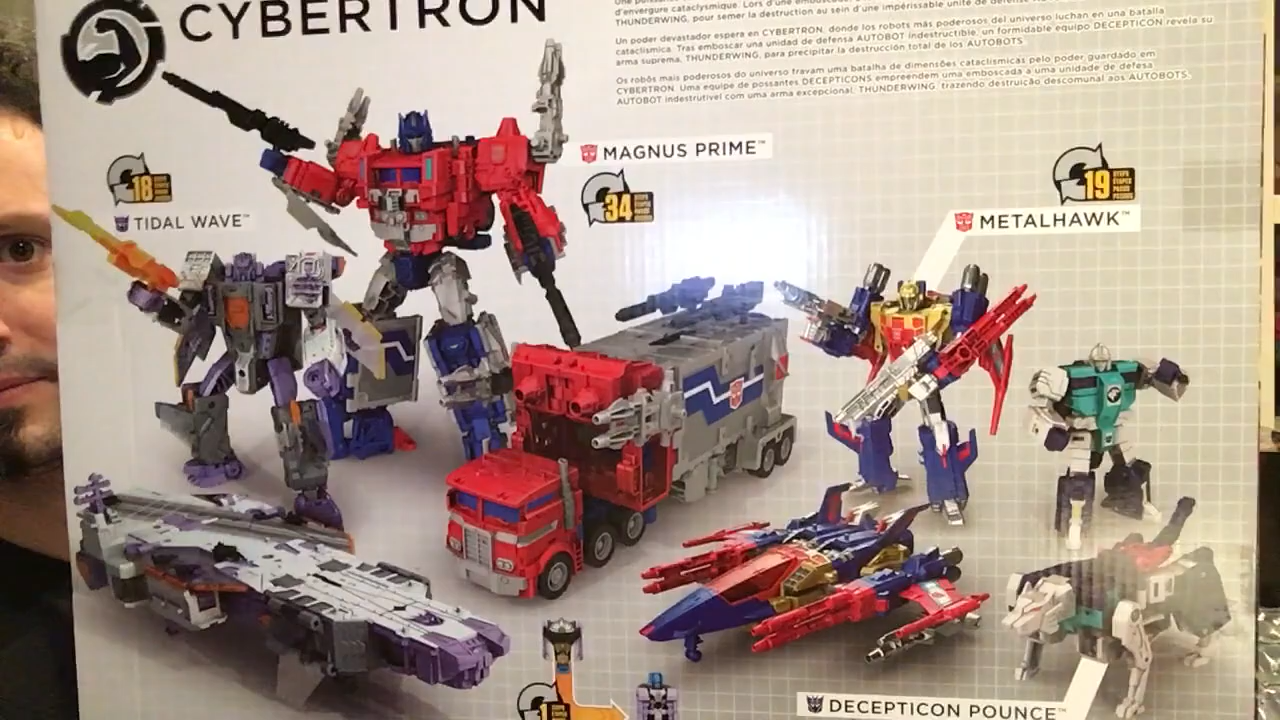 CYBERTRON
d'envergure cataclysmique. Lors d'une
THUNDERWING, pour semer la destruction au sein d'une impérissable unité de défense
Un poder devastador espera en CYBERTRON, donde los robots más poderosos del universo luchan en una batalla
cataclísmica. Tras emboscar una unidad de defensa AUTOBOT indestructible, un formidable equipo DECEPTICON revela su
arma suprema, THUNDERWING, para precipitar la destrucción total de los AUTOBOTS.
Os robôs mais poderosos do universo travam uma batalha de dimensões cataclísmicas pelo poder guardado em
CYBERTRON. Uma equipe de possantes DECEPTICONS empreendem uma emboscada a uma unidade de defesa
AUTOBOT indestrutível com uma arma excepcional, THUNDERWING, trazendo destruição descomunal aos AUTOBOTS.
MAGNUS PRIME™
34 STEPS
18 STEPS
TIDAL WAVE™
19 STEPS
METALHAWK™
1
DECEPTICON POUNCE™